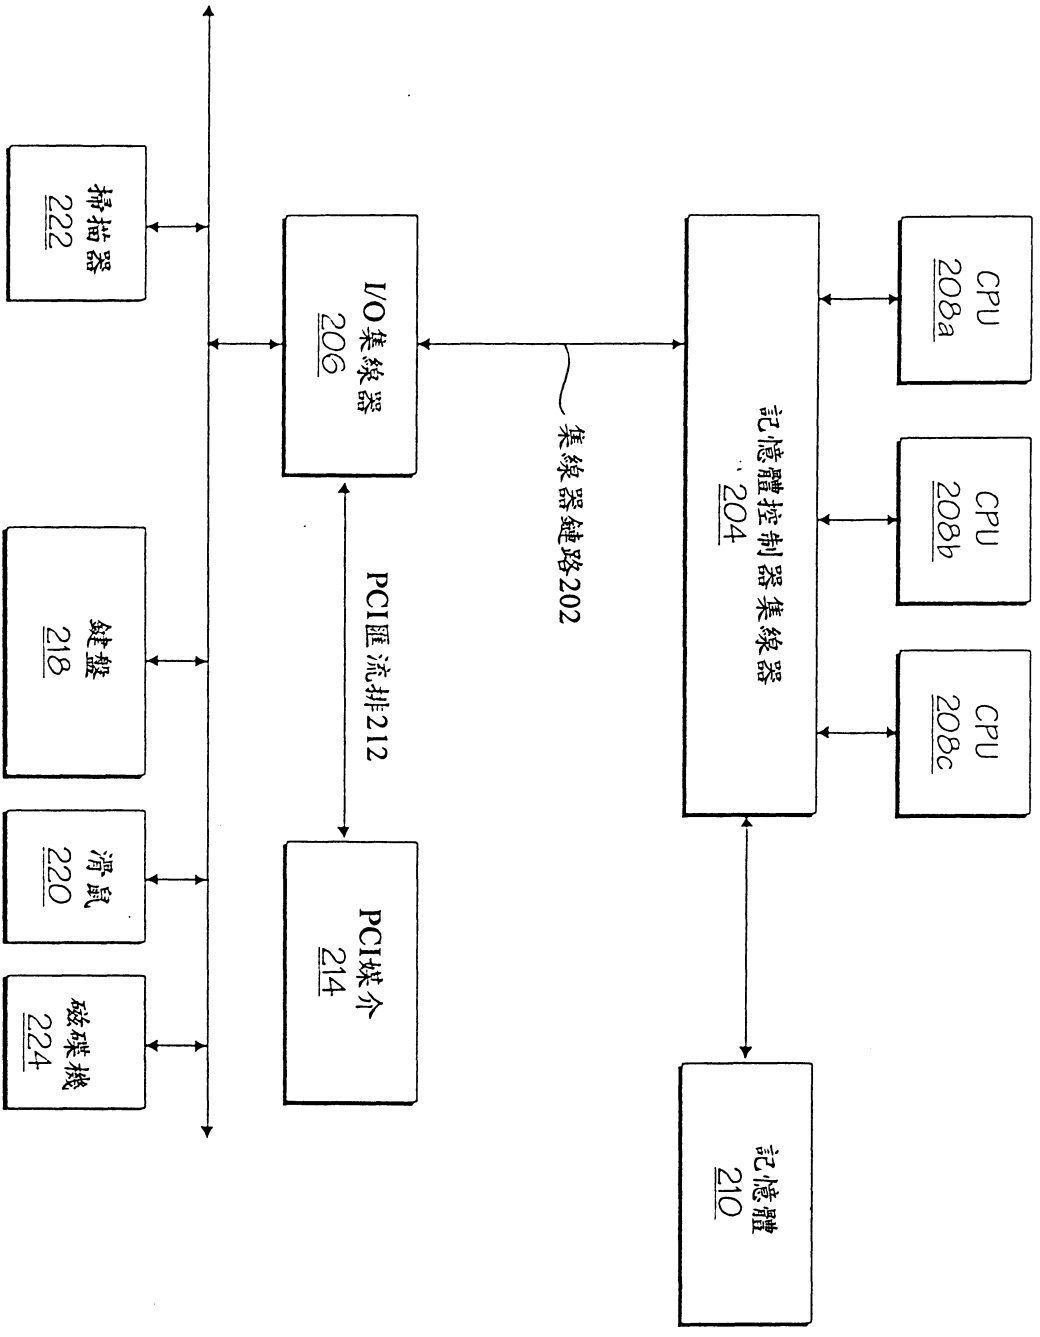 CPU
208a
CPU
208b
CPU
208c
記憶體控制器集線器
204
記憶體
210
集線器鏈路202
I/O集線器
206
PCI匯流排212
PCI媒介
214
掃描器
222
鍵盤
218
滑鼠
220
磁碟機
224